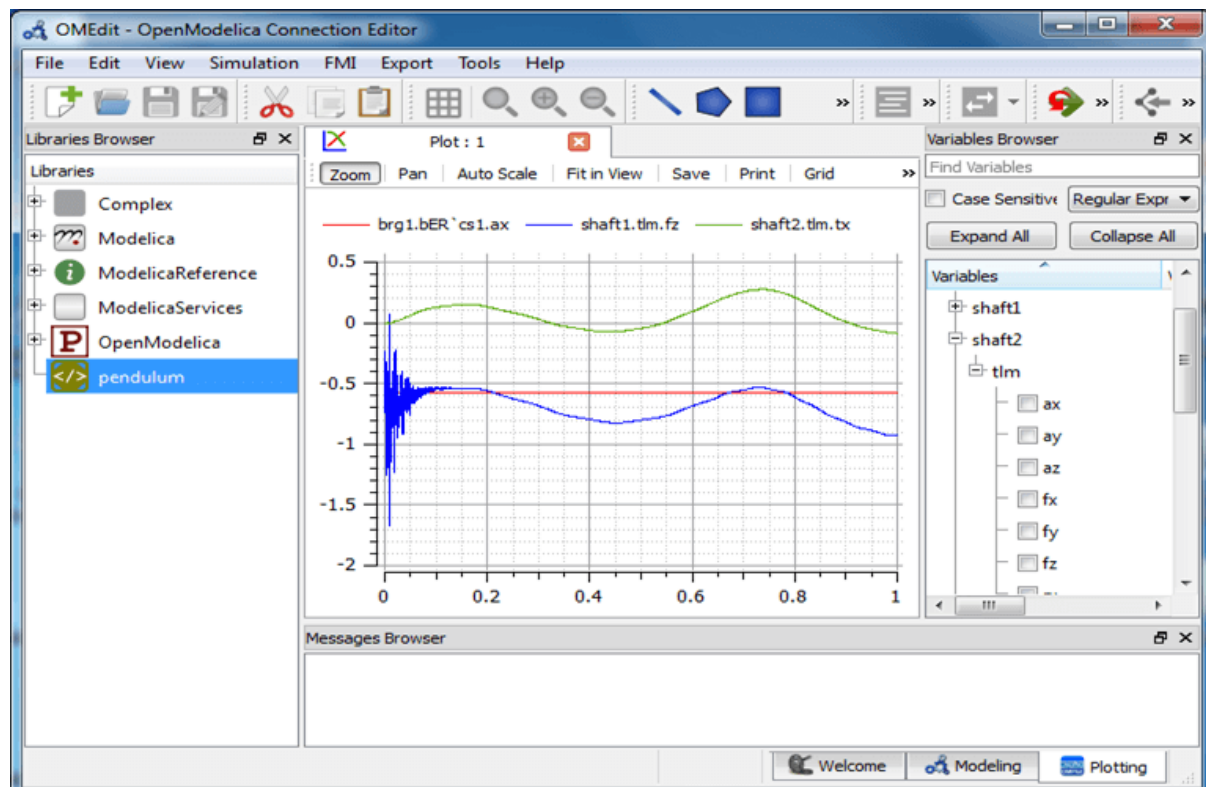 OMEdit - OpenModelica Connection Editor
File Edit View Simulation FMI Export Tools Help
Libraries Browser
Libraries
Complex
Modelica
ModelicaReference
ModelicaServices
P OpenModelica
</> pendulum
Plot : 1
Zoom Pan Auto Scale Fit in View Save Print Grid »
brg1.bER`cs1.ax shaft1.tlm.fz shaft2.tlm.tx
0.5
0
-0.5
-1
-1.5
-2
0 0.2 0.4 0.6 0.8 1
Variables Browser
Find Variables
Case Sensitive Regular Expr
Expand All Collapse All
Variables
shaft1
shaft2
tlm
ax
ay
az
fx
fy
fz
Messages Browser
Welcome Modeling Plotting